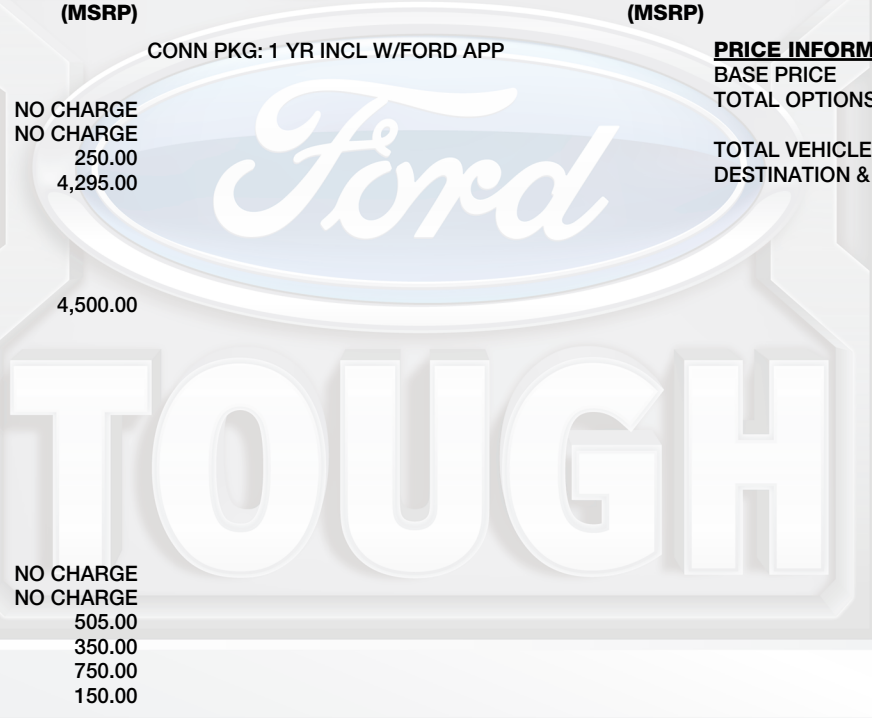 (MSRP)
NO CHARGE
NO CHARGE
250.00
4,295.00
4,500.00
NO CHARGE
NO CHARGE
505.00
350.00
750.00
150.00
CONN PKG: 1 YR INCL W/FORD APP
(MSRP)
PRICE INFORM
BASE PRICE
TOTAL OPTIONS
TOTAL VEHICLE
DESTINATION &
Ford
TOUGH